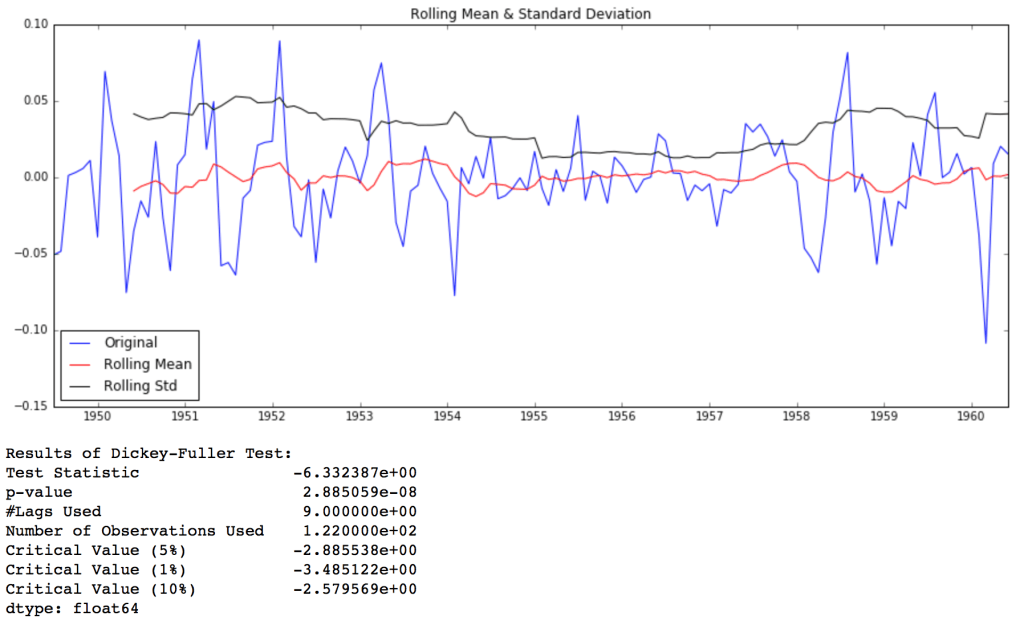 Rolling Mean & Standard Deviation
0.10
0.05
0.00
−0.05
−0.10
−0.15
Original
Rolling Mean
Rolling Std
1950 1951 1952 1953 1954 1955 1956 1957 1958 1959 1960
Results of Dickey-Fuller Test:
Test Statistic -6.332387e+00
p-value 2.885059e-08
#Lags Used 9.000000e+00
Number of Observations Used 1.220000e+02
Critical Value (5%) -2.885538e+00
Critical Value (1%) -3.485122e+00
Critical Value (10%) -2.579569e+00
dtype: float64